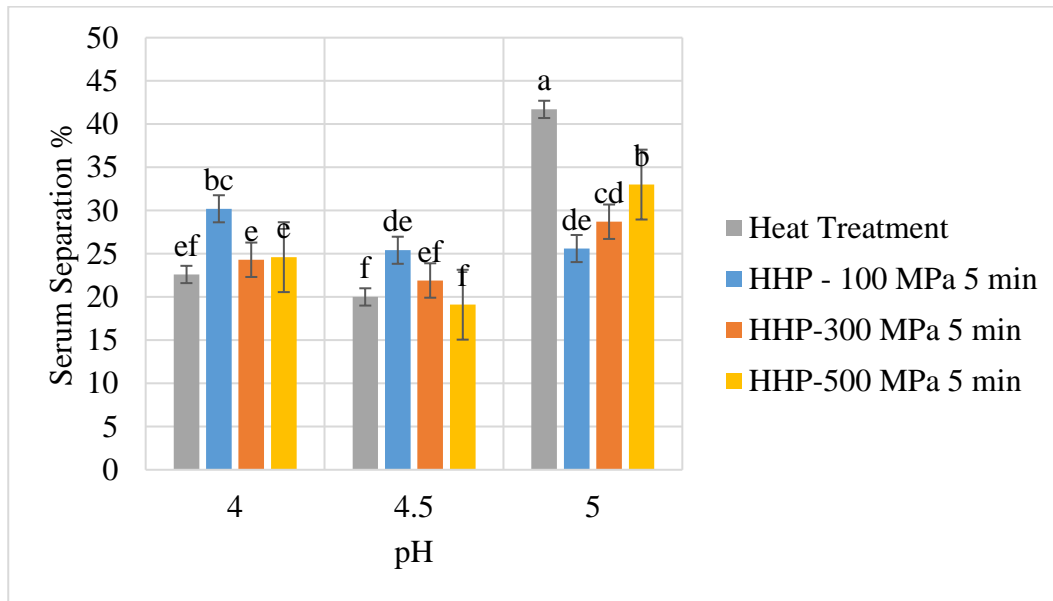 50
45
40
35
30
25
20
15
10
5
0
Serum Separation %
ef
bc
e
e
f
de
ef
f
a
de
cd
b
4
4.5
5
pH
Heat Treatment
HHP - 100 MPa 5 min
HHP-300 MPa 5 min
HHP-500 MPa 5 min